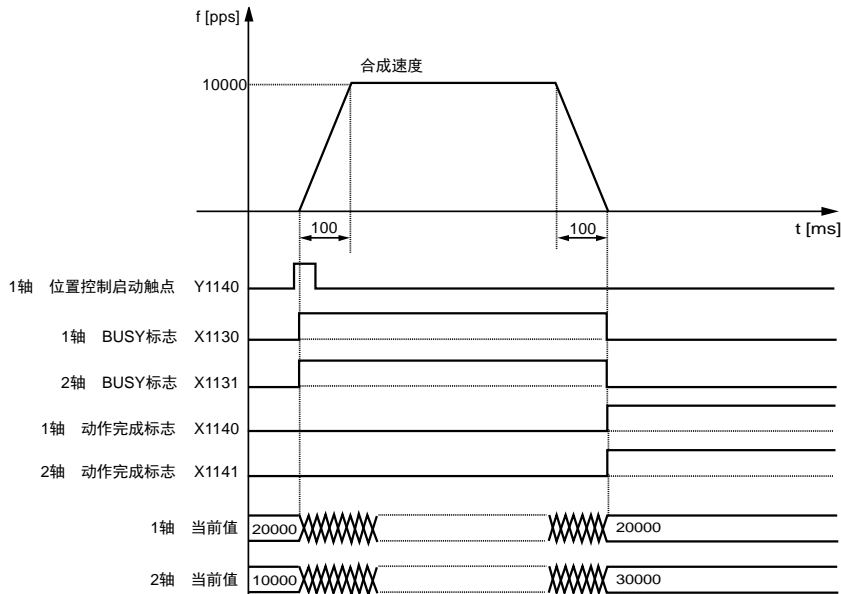 f [pps]
合成速度
10000
100 100
t [ms]
1轴 位置控制启动触点 Y1140
1轴 BUSY标志 X1130
2轴 BUSY标志 X1131
1轴 动作完成标志 X1140
2轴 动作完成标志 X1141
1轴 当前值 20000 20000
2轴 当前值 10000 30000